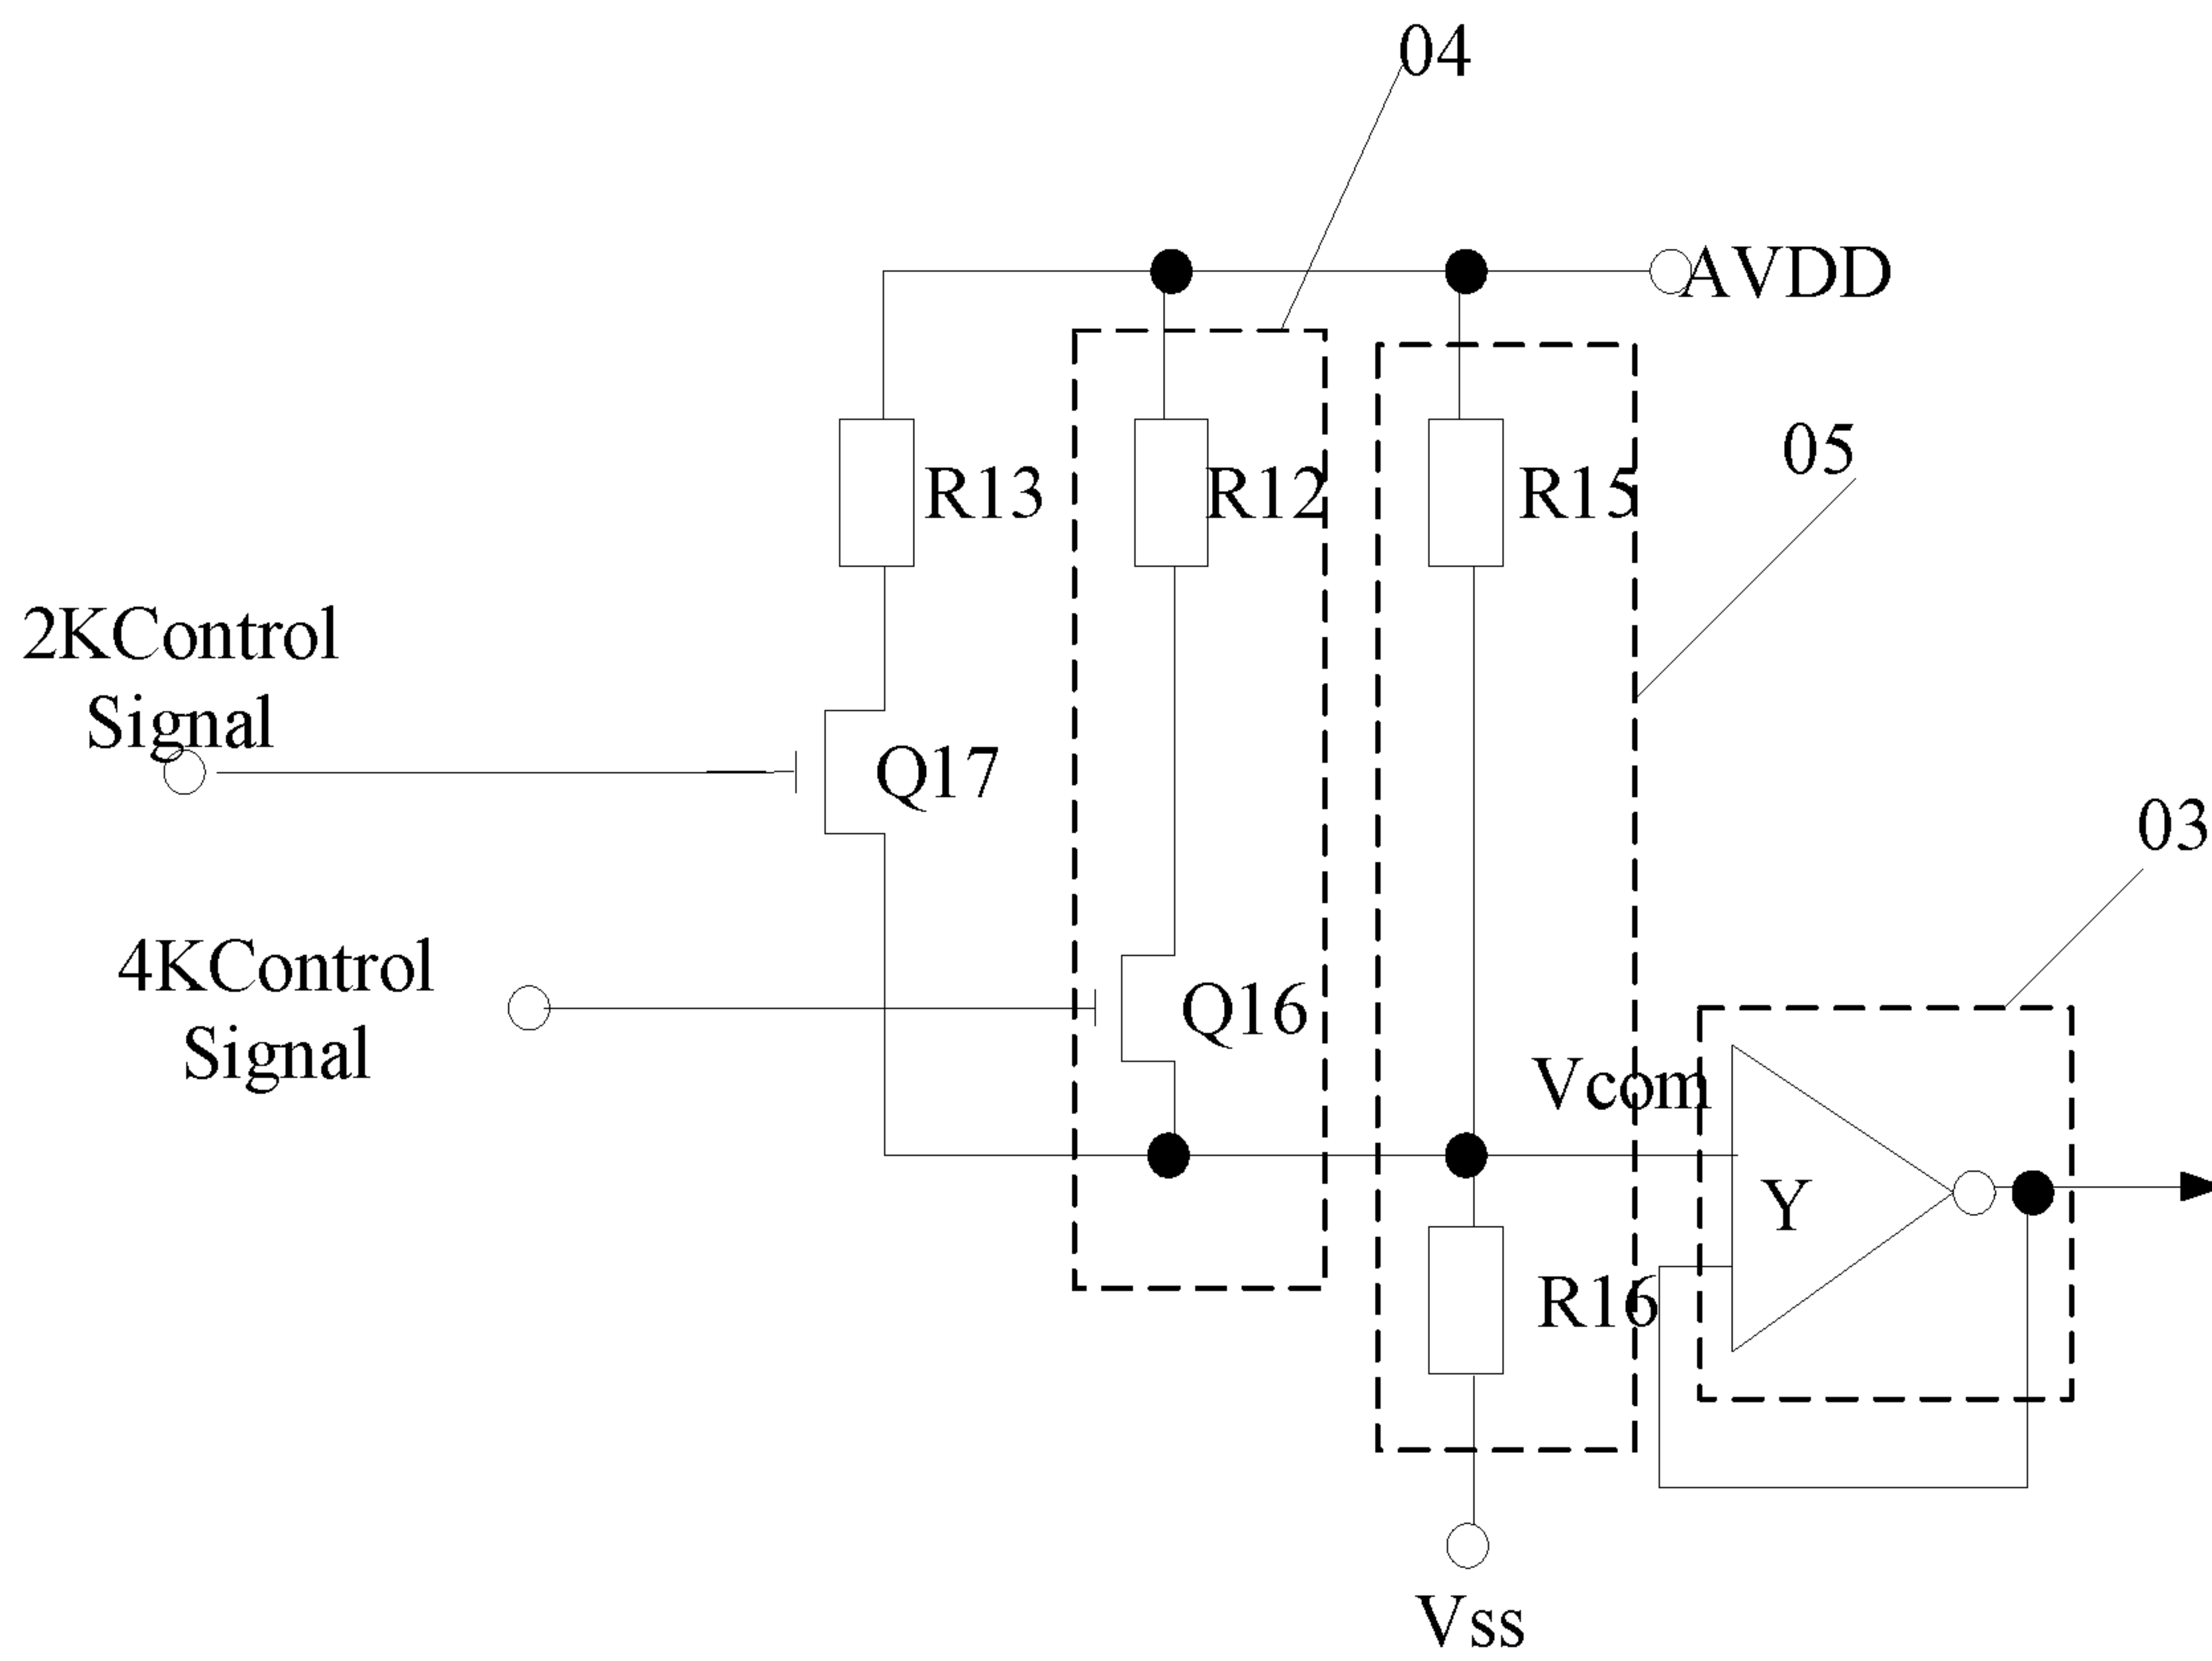 04
AVDD
05
R13
R12
R15
2KControl
Signal
Q17
03
4KControl
Signal
Q16
Vcom
Y
R16
Vss